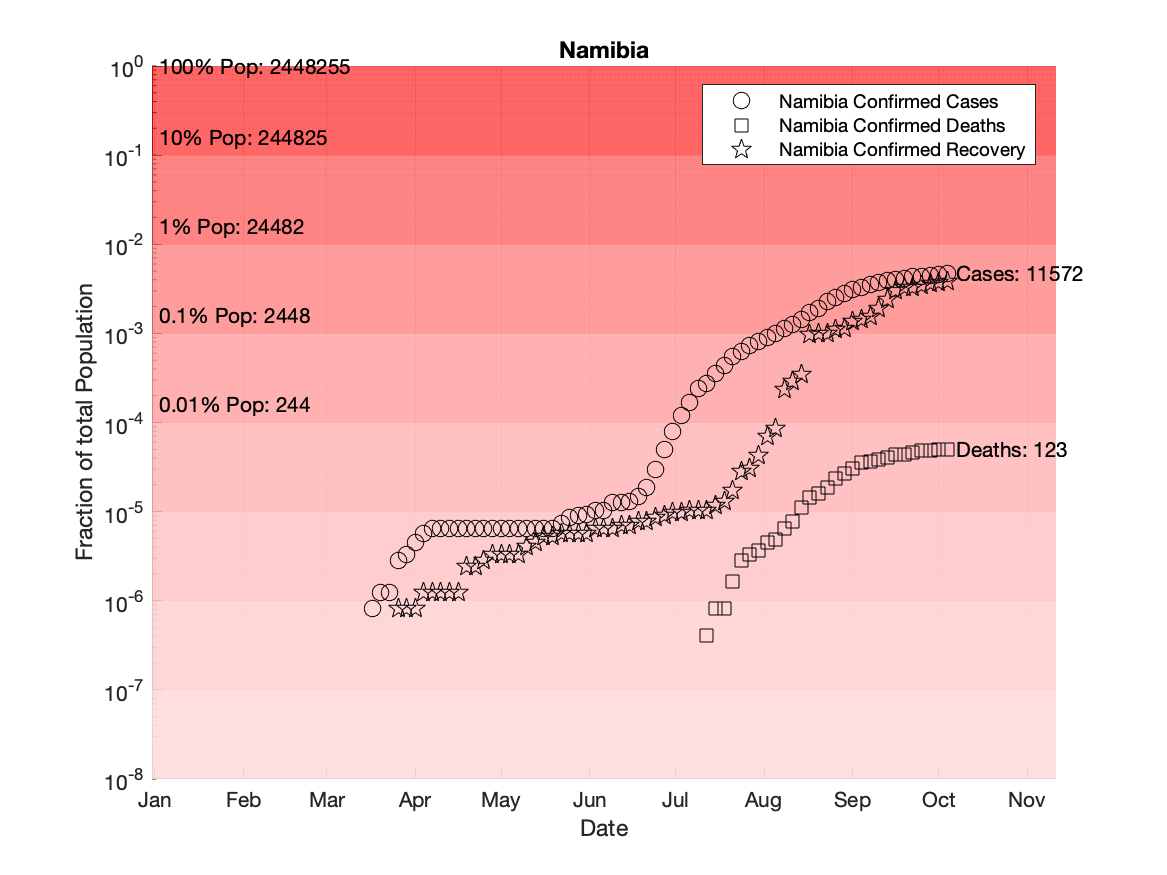 Namibia
10^0
100% Pop: 2448255
Namibia Confirmed Cases
Namibia Confirmed Deaths
Namibia Confirmed Recovery
10% Pop: 244825
10^-1
1% Pop: 24482
10^-2
Cases: 11572
0.1% Pop: 2448
10^-3
0.01% Pop: 244
10^-4
Deaths: 123
10^-5
10^-6
10^-7
10^-8
Fraction of total Population
Jan Feb Mar Apr May Jun Jul Aug Sep Oct Nov
Date